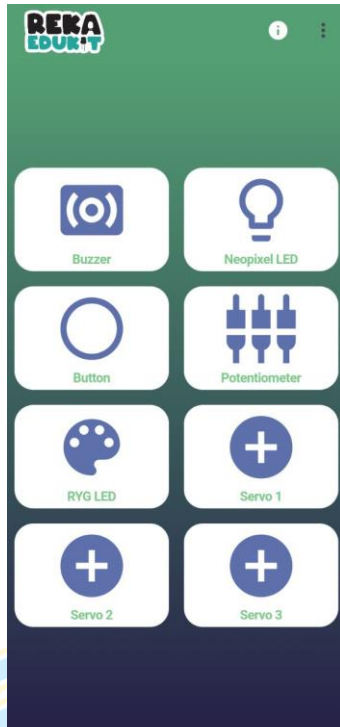 REKA
EDUKIT
Buzzer
Neopixel LED
Button
Potentiometer
RYG LED
Servo 1
Servo 2
Servo 3